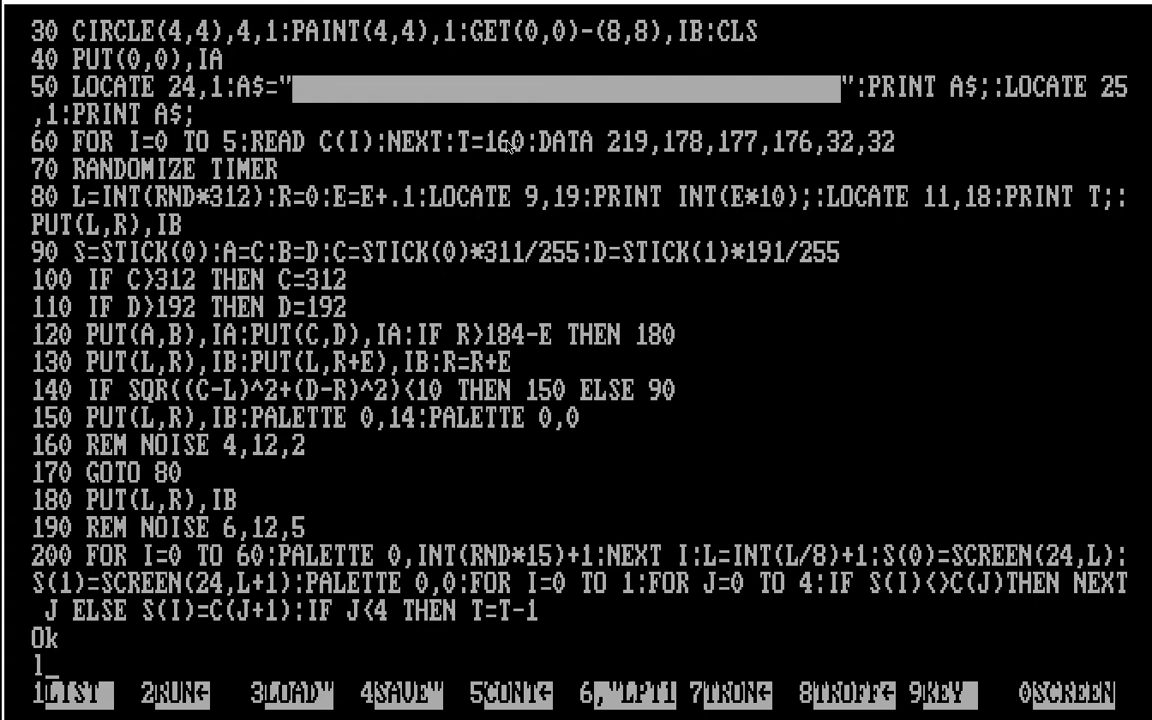 30 CIRCLE(4,4),4,1:PAINT(4,4),1:GET(0,0)-(8,8),IB:CLS
40 PUT(0,0),IA
50 LOCATE 24,1:A$="████████████████████████████████████████":PRINT A$;:LOCATE 25
,1:PRINT A$;
60 FOR I=0 TO 5:READ C(I):NEXT:T=160:DATA 219,178,177,176,32,32
70 RANDOMIZE TIMER
80 L=INT(RND*312):R=0:E=E+.1:LOCATE 9,19:PRINT INT(E*10);:LOCATE 11,18:PRINT T;:
PUT(L,R),IB
90 S=STICK(0):A=C:B=D:C=STICK(0)*311/255:D=STICK(1)*191/255
100 IF C>312 THEN C=312
110 IF D>192 THEN D=192
120 PUT(A,B),IA:PUT(C,D),IA:IF R>184-E THEN 180
130 PUT(L,R),IB:PUT(L,R+E),IB:R=R+E
140 IF SQR((C-L)^2+(D-R)^2)<10 THEN 150 ELSE 90
150 PUT(L,R),IB:PALETTE 0,14:PALETTE 0,0
160 REM NOISE 4,12,2
170 GOTO 80
180 PUT(L,R),IB
190 REM NOISE 6,12,5
200 FOR I=0 TO 60:PALETTE 0,INT(RND*15)+1:NEXT I:L=INT(L/8)+1:S(0)=SCREEN(24,L):
S(1)=SCREEN(24,L+1):PALETTE 0,0:FOR I=0 TO 1:FOR J=0 TO 4:IF S(I)<>C(J)THEN NEXT
 J ELSE S(I)=C(J+1):IF J<4 THEN T=T-1
Ok
l_
1LIST 2RUN← 3LOAD" 4SAVE" 5CONT← 6,"LPT1 7TRON← 8TROFF← 9KEY 0SCREEN